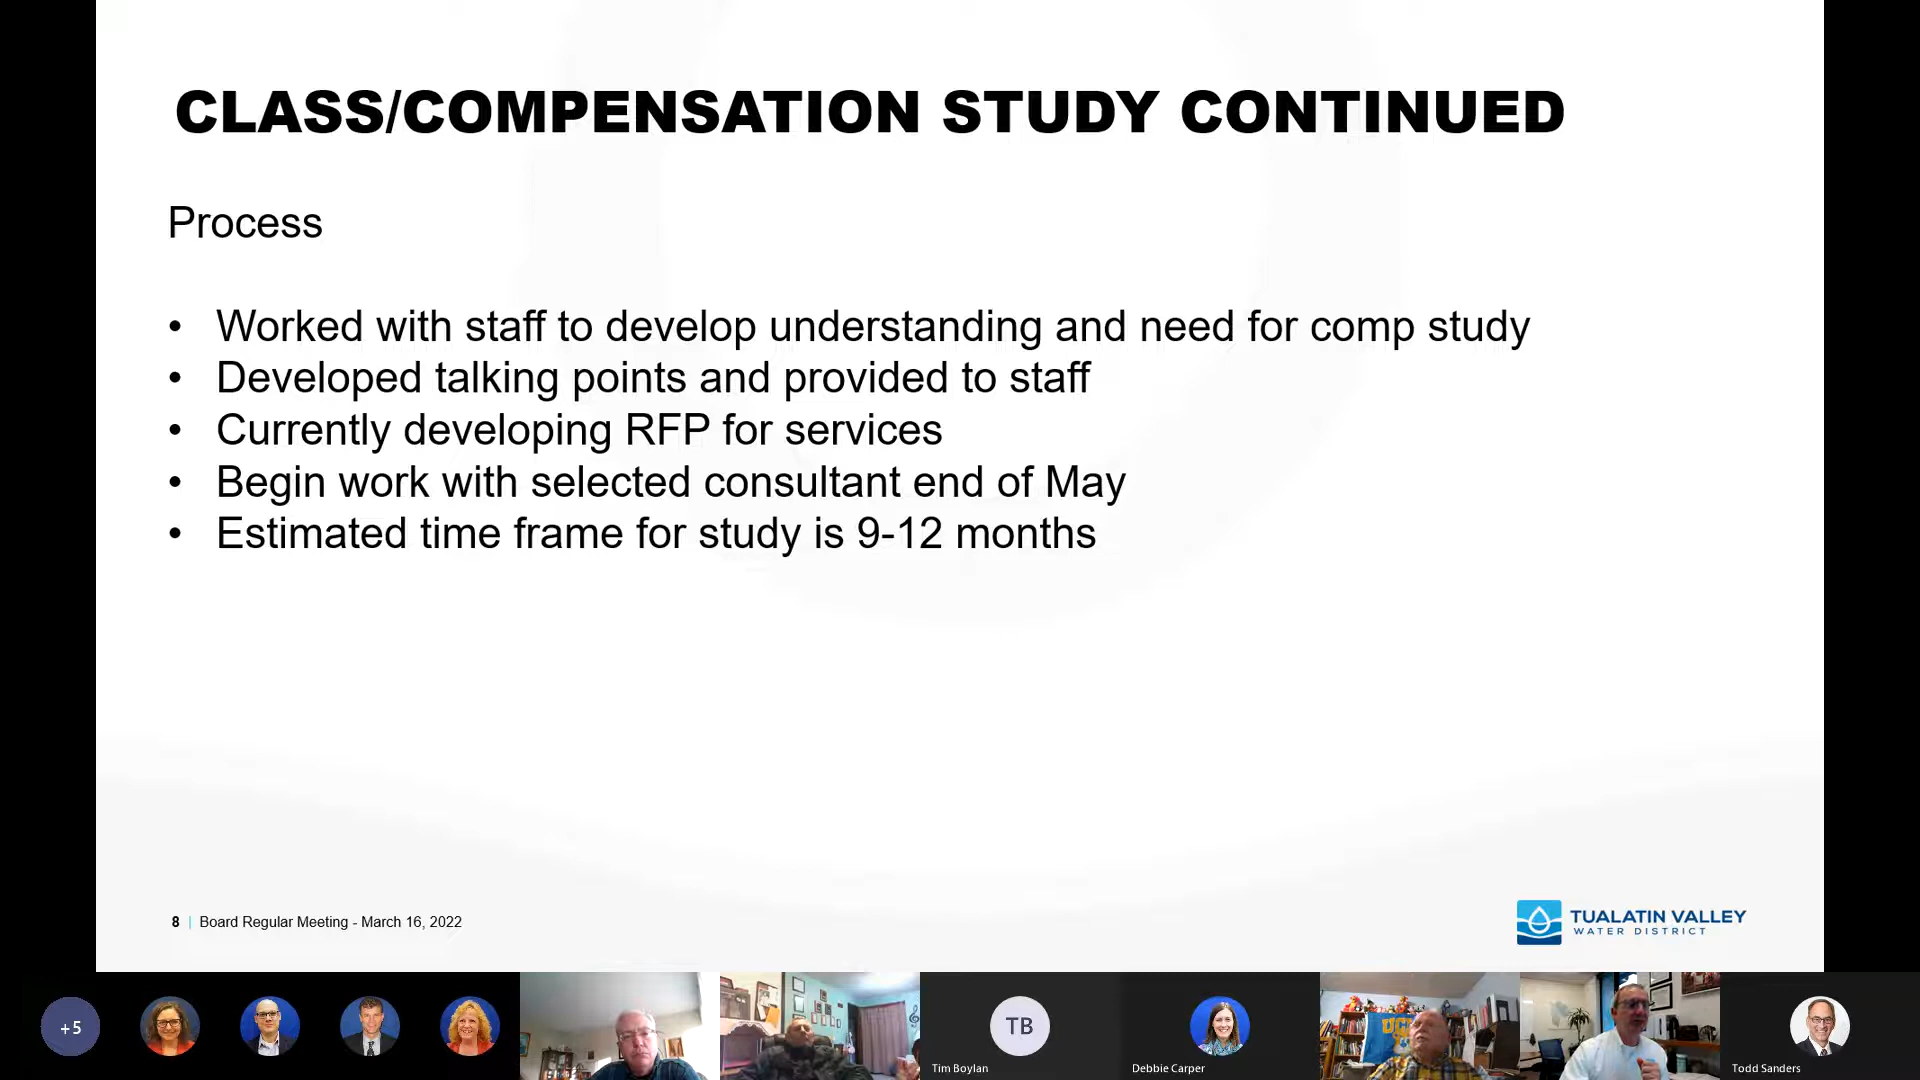 CLASS/COMPENSATION STUDY CONTINUED
Process
• Worked with staff to develop understanding and need for comp study
• Developed talking points and provided to staff
• Currently developing RFP for services
• Begin work with selected consultant end of May
• Estimated time frame for study is 9-12 months
8 | Board Regular Meeting - March 16, 2022
TUALATIN VALLEY
WATER DISTRICT
+5
TB
Tim Boylan
Debbie Carper
Todd Sanders